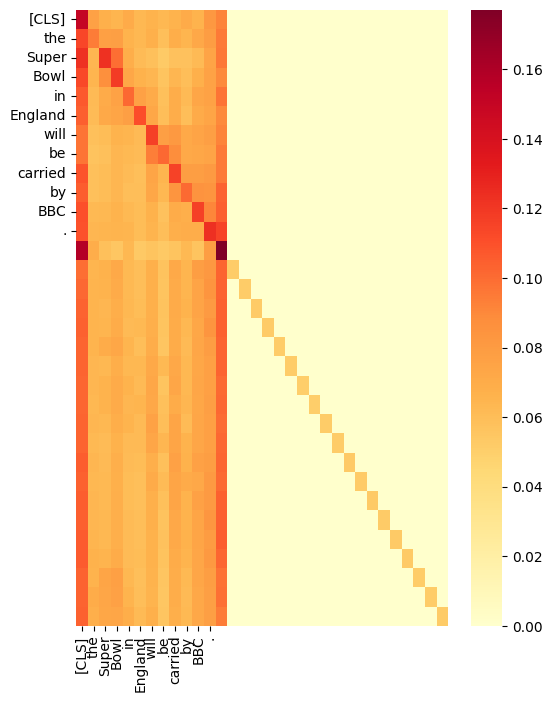 [CLS]
the
Super
Bowl
in
England
will
be
carried
by
BBC
.
0.16
0.14
0.12
0.10
0.08
0.06
0.04
0.02
0.00
[CLS]
the
Super
Bowl
in
England
will
be
carried
by
BBC
.